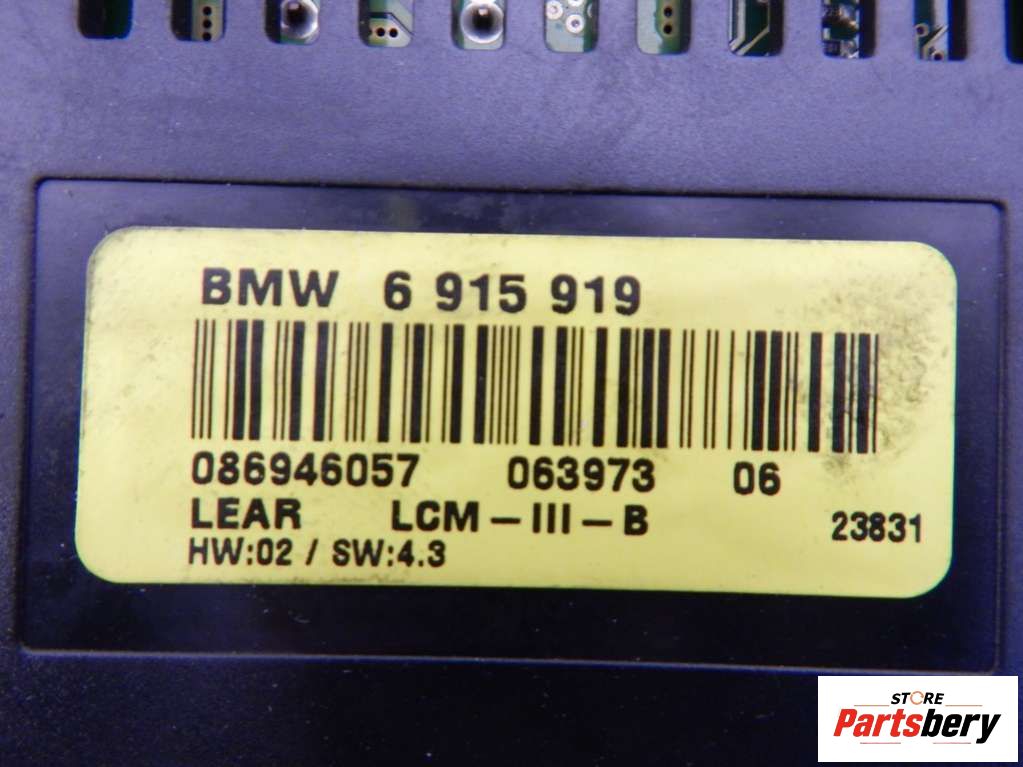 BMW 6 915 919
086946057 063973 06
LEAR LCM-III-B 23831
HW:02 / SW:4.3
STORE
Partsbery